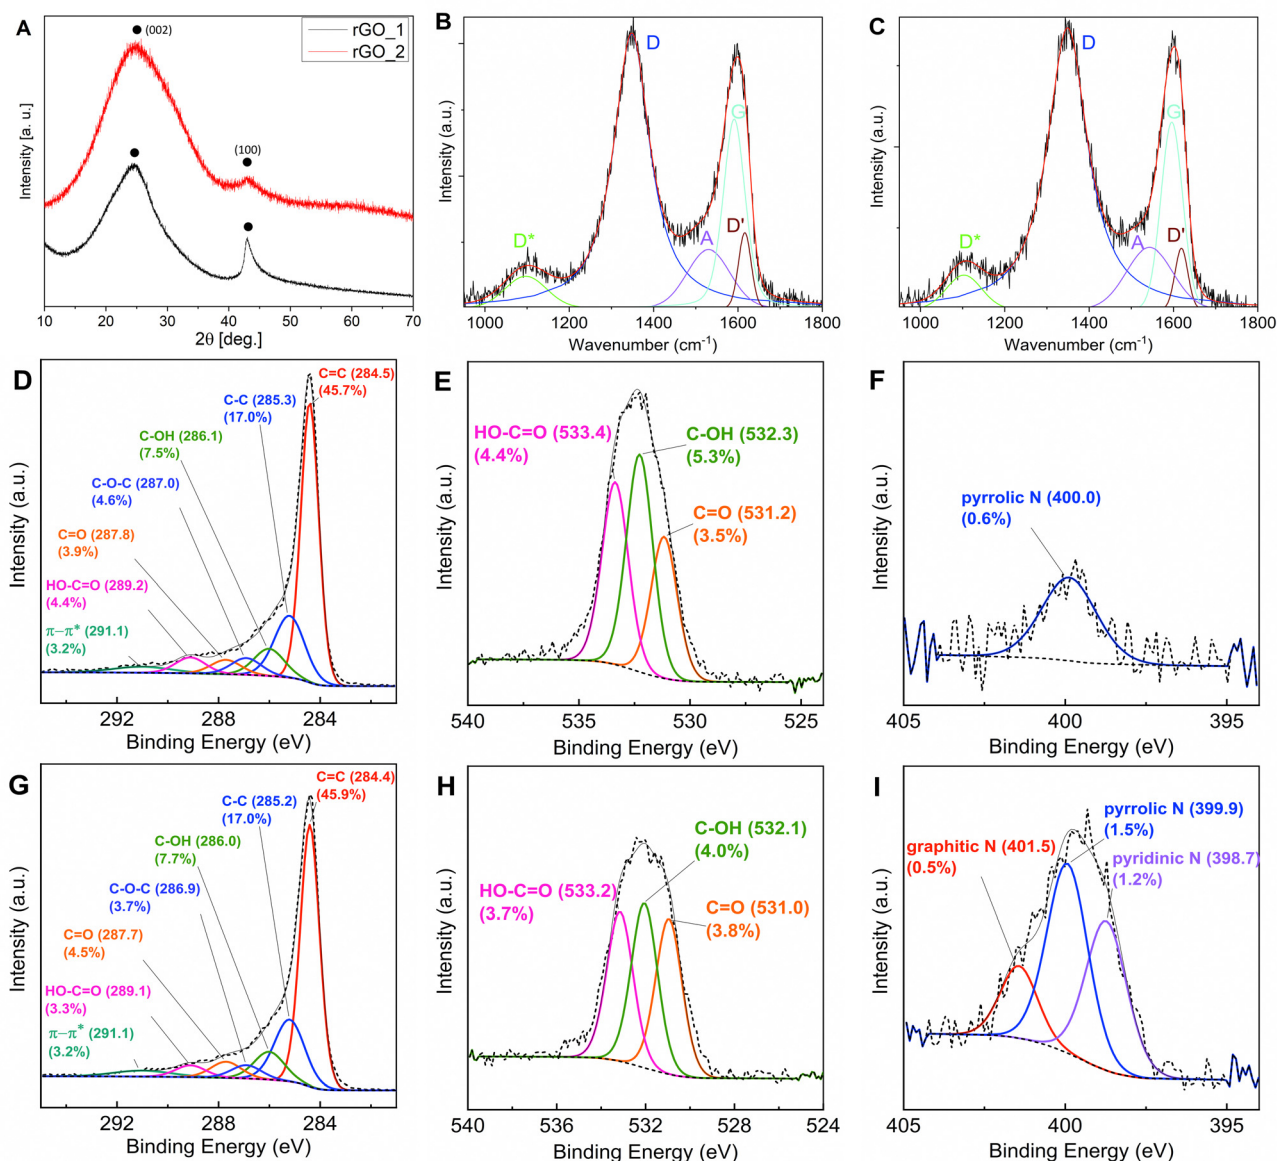 A
(002)
rGO_1
rGO_2
(100)
Intensity [a. u.]
10 20 30 40 50 60 70
2θ [deg.]
B
D
G
D*
A
D'
Intensity (a.u.)
1000 1200 1400 1600 1800
Wavenumber (cm⁻¹)
C
D
G
D*
A
D'
Intensity (a.u.)
1000 1200 1400 1600 1800
Wavenumber (cm⁻¹)
D
C=C (284.5)
(45.7%)
C-C (285.3)
(17.0%)
C-OH (286.1)
(7.5%)
C-O-C (287.0)
(4.6%)
C=O (287.8)
(3.9%)
HO-C=O (289.2)
(4.4%)
π−π* (291.1)
(3.2%)
Intensity (a.u.)
292 288 284
Binding Energy (eV)
E
HO-C=O (533.4)
(4.4%)
C-OH (532.3)
(5.3%)
C=O (531.2)
(3.5%)
Intensity (a.u.)
540 535 530 525
Binding Energy (eV)
F
pyrrolic N (400.0)
(0.6%)
Intensity (a.u.)
405 400 395
Binding Energy (eV)
G
C=C (284.4)
(45.9%)
C-C (285.2)
(17.0%)
C-OH (286.0)
(7.7%)
C-O-C (286.9)
(3.7%)
C=O (287.7)
(4.5%)
HO-C=O (289.1)
(3.3%)
π−π* (291.1)
(3.2%)
Intensity (a.u.)
292 288 284
Binding Energy (eV)
H
C-OH (532.1)
(4.0%)
HO-C=O (533.2)
(3.7%)
C=O (531.0)
(3.8%)
Intensity (a.u.)
540 536 532 528 524
Binding Energy (eV)
I
pyrrolic N (399.9)
(1.5%)
graphitic N (401.5)
(0.5%)
pyridinic N (398.7)
(1.2%)
Intensity (a.u.)
405 400 395
Binding Energy (eV)